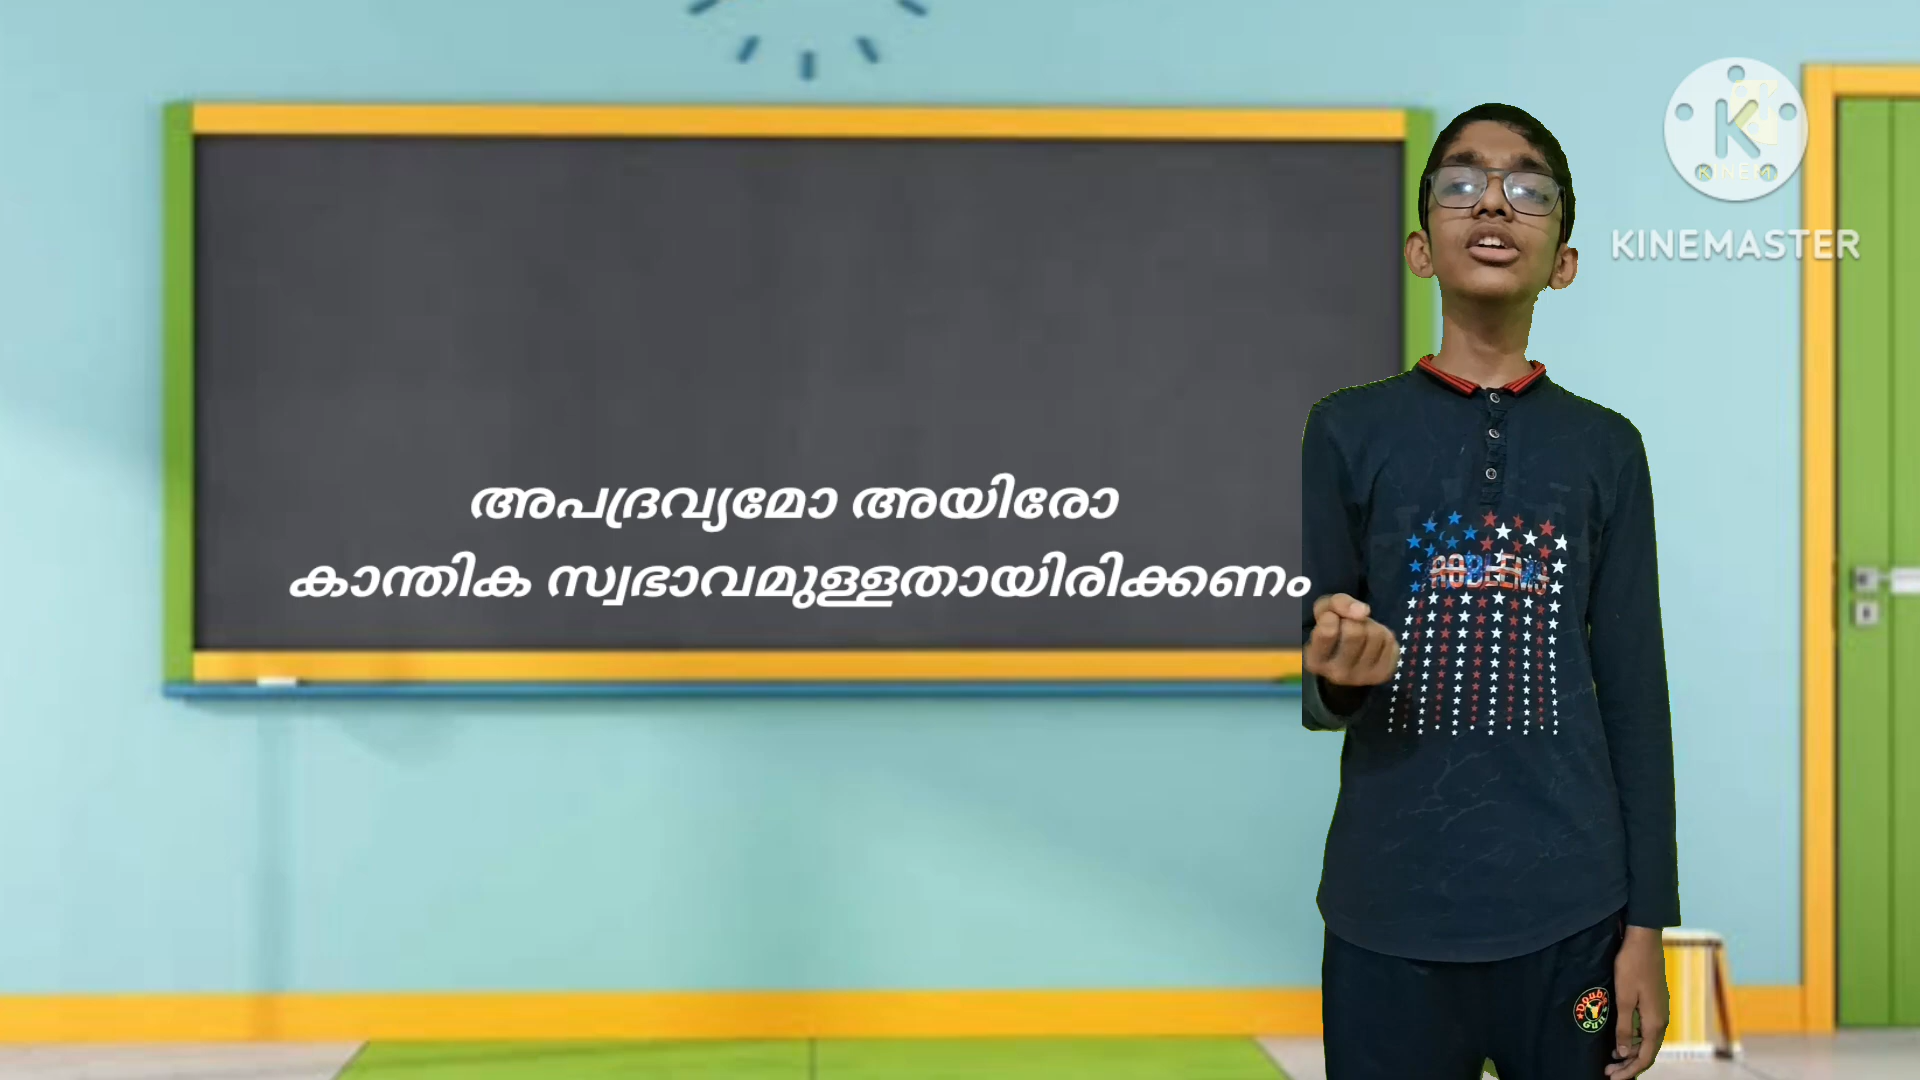 KINEMASTER
അപദ്രവ്യമോ അയിരോ
കാന്തിക സ്വഭാവമുള്ളതായിരിക്കണം